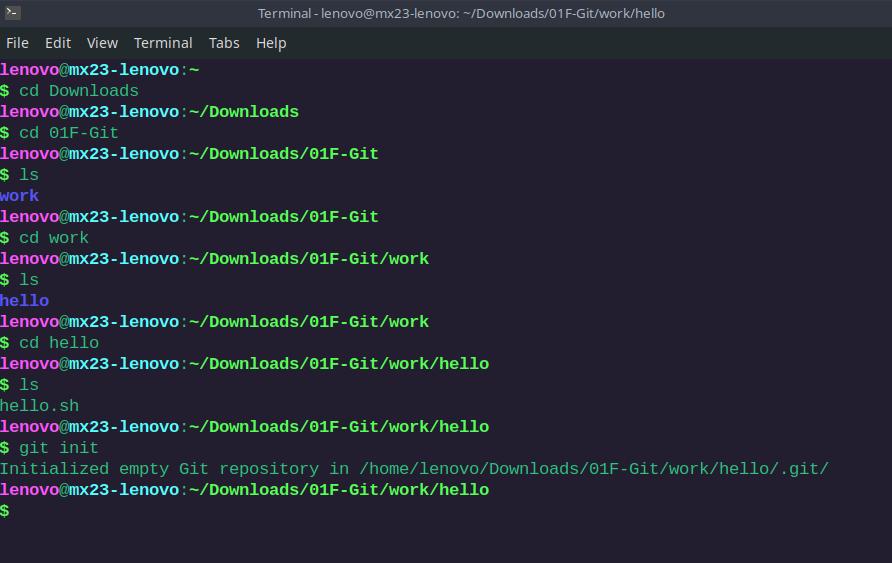 Terminal - lenovo@mx23-lenovo: ~/Downloads/01F-Git/work/hello
File Edit View Terminal Tabs Help
lenovo@mx23-lenovo:~
$ cd Downloads
lenovo@mx23-lenovo:~/Downloads
$ cd 01F-Git
lenovo@mx23-lenovo:~/Downloads/01F-Git
$ ls
work
lenovo@mx23-lenovo:~/Downloads/01F-Git
$ cd work
lenovo@mx23-lenovo:~/Downloads/01F-Git/work
$ ls
hello
lenovo@mx23-lenovo:~/Downloads/01F-Git/work
$ cd hello
lenovo@mx23-lenovo:~/Downloads/01F-Git/work/hello
$ ls
hello.sh
lenovo@mx23-lenovo:~/Downloads/01F-Git/work/hello
$ git init
Initialized empty Git repository in /home/lenovo/Downloads/01F-Git/work/hello/.git/
lenovo@mx23-lenovo:~/Downloads/01F-Git/work/hello
$